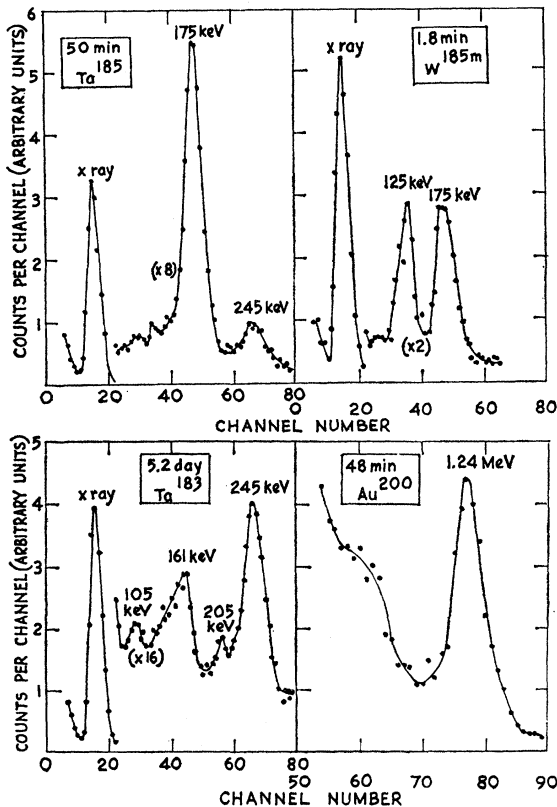 COUNTS PER CHANNEL (ARBITRARY UNITS)
6
5
4
3
2
1
0
50 min
Ta185
x ray
(x8)
175 keV
245 keV
0 20 40 60 80
1.8 min
W185m
x ray
125 keV
175 keV
(x2)
0 20 40 60 80
CHANNEL NUMBER
COUNTS PER CHANNEL (ARBITRARY UNITS)
5
4
3
2
1
5.2 day
Ta183
x ray
105
keV
(x16)
161 keV
205
keV
245 keV
0 20 40 60 80
48 min
Au200
1.24 MeV
50 60 70 80 90
CHANNEL NUMBER